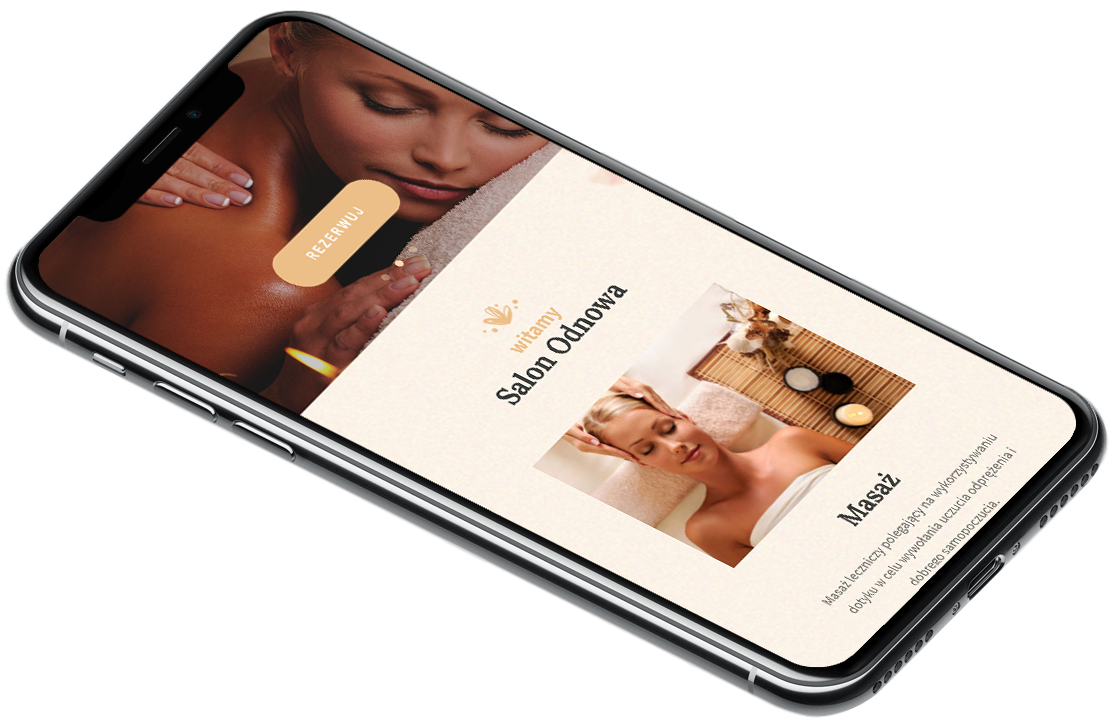 REZERWUJ
witamy
Salon Odnowa
Masaż
Masaż leczniczy polegający na wykorzystywaniu
dotyku w celu wywołania uczucia odprężenia i
dobrego samopoczucia.